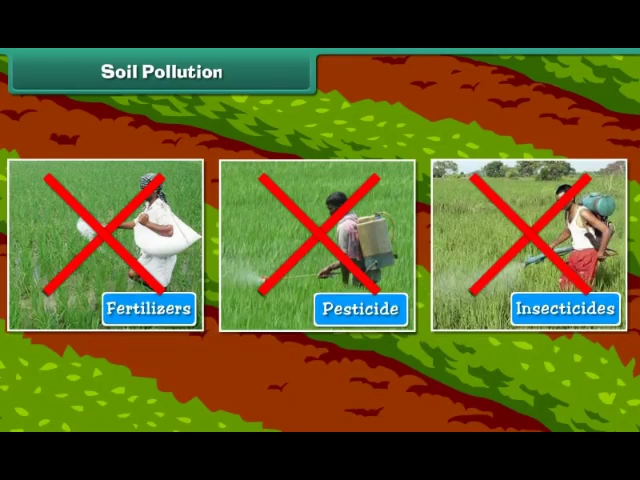 Soil Pollution
Fertilizers
Pesticide
Insecticides